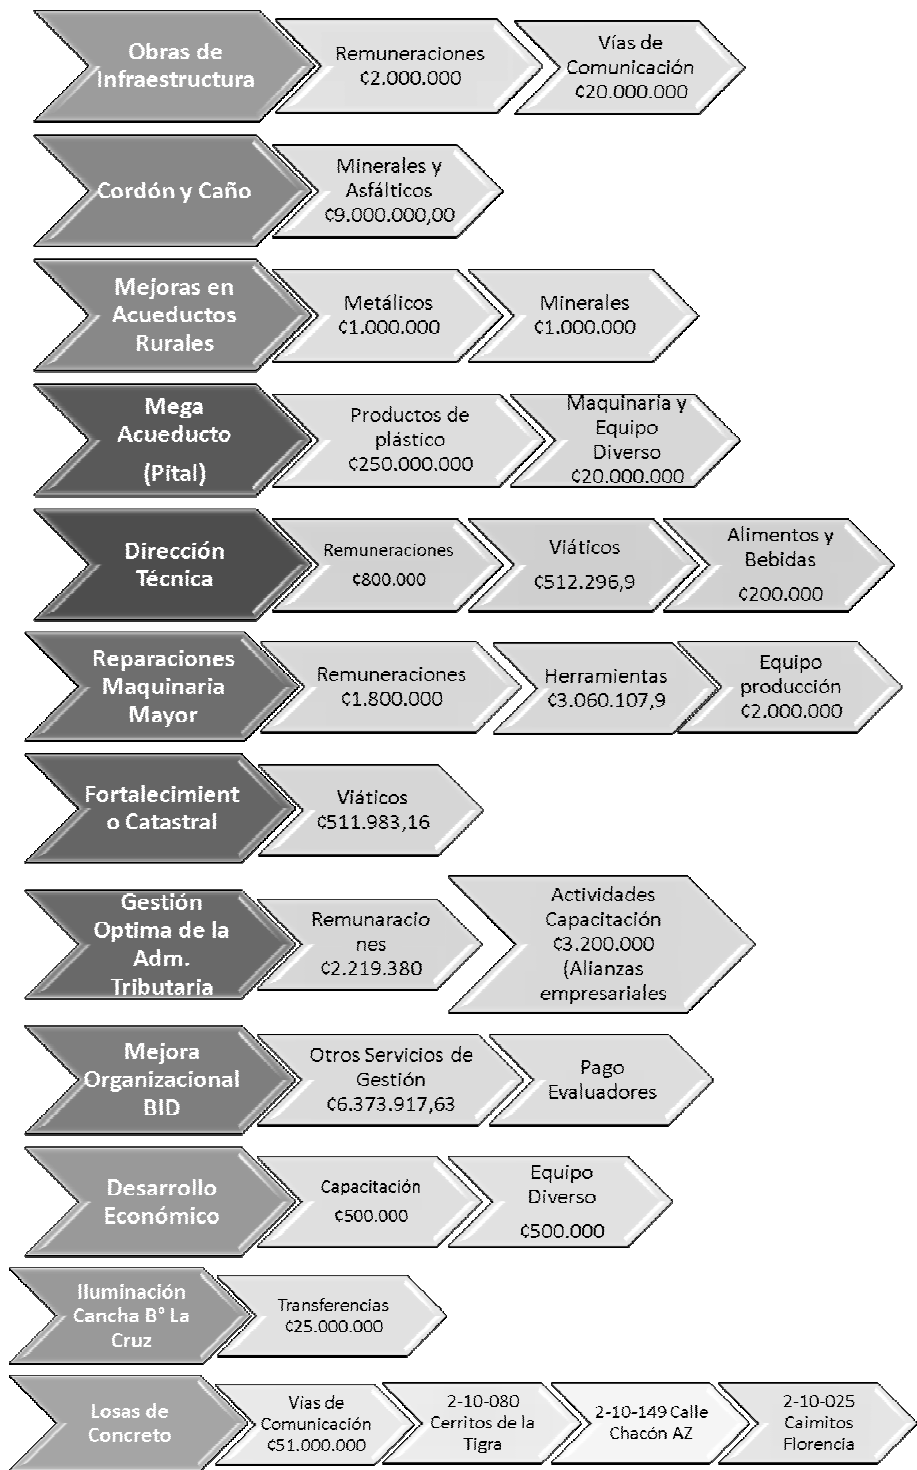 Obras de
Infraestructura
Remuneraciones
¢2.000.000
Vías de
Comunicación
¢20.000.000
Cordón y Caño
Minerales y
Asfálticos
¢9.000.000,00
Mejoras en
Acueductos
Rurales
Metálicos
¢1.000.000
Minerales
¢1.000.000
Mega
Acueducto
(Pital)
Productos de
plástico
¢250.000.000
Maquinaria y
Equipo
Diverso
¢20.000.000
Dirección
Técnica
Remuneraciones
¢800.000
Viáticos
¢512.296,9
Alimentos y
Bebidas
¢200.000
Reparaciones
Maquinaria
Mayor
Remuneraciones
¢1.800.000
Herramientas
¢3.060.107,9
Equipo
producción
¢2.000.000
Fortalecimient
o Catastral
Viáticos
¢511.983,16
Gestión
Optima de la
Adm.
Tributaria
Remunaracio
nes
¢2.219.380
Actividades
Capacitación
¢3.200.000
(Alianzas
empresariales
Mejora
Organizacional
BID
Otros Servicios de
Gestión
¢6.373.917,63
Pago
Evaluadores
Desarrollo
Económico
Capacitación
¢500.000
Equipo
Diverso
¢500.000
Iluminación
Cancha B° La
Cruz
Transferencias
¢25.000.000
Losas de
Concreto
Vías de
Comunicación
¢51.000.000
2-10-080
Cerritos de la
Tigra
2-10-149 Calle
Chacón AZ
2-10-025
Caimitos
Florencia